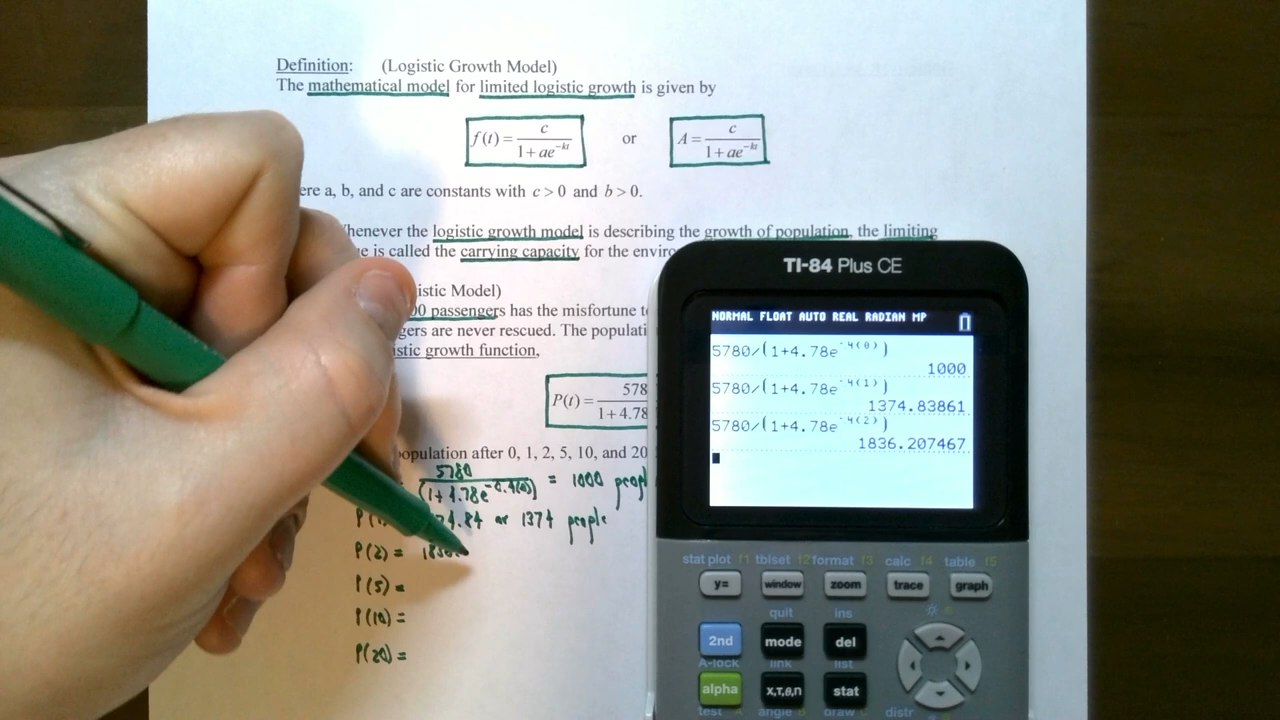 Definition: (Logistic Growth Model)
The mathematical model for limited logistic growth is given by
f(t) = c / 1 + ae^-kt or A = c / 1 + ae^-kt
ere a, b, and c are constants with c > 0 and b > 0.
henever the logistic growth model is describing the growth of population, the limiting
e is called the carrying capacity for the enviro
istic Model)
00 passengers has the misfortune t
gers are never rescued. The populati
istic growth function,
P(t) = 578 / 1 + 4.78
opulation after 0, 1, 2, 5, 10, and 20
5780 / (1+4.78e^-0.4(0)) = 1000 peopl
P( 74.84 or 1374 people
P(2) = 1836
P(5) =
P(10) =
P(20) =
TI-84 Plus CE
NORMAL FLOAT AUTO REAL RADIAN MP
5780/(1+4.78e^-.4(0))
1000
5780/(1+4.78e^-.4(1))
1374.83861
5780/(1+4.78e^-.4(2))
1836.207467
stat plot f1 tblset f2 format f3 calc f4 table f5
y= window zoom trace graph
quit ins
2nd mode del
A-lock link list
alpha X,T,θ,n stat
test A angle B draw C distr